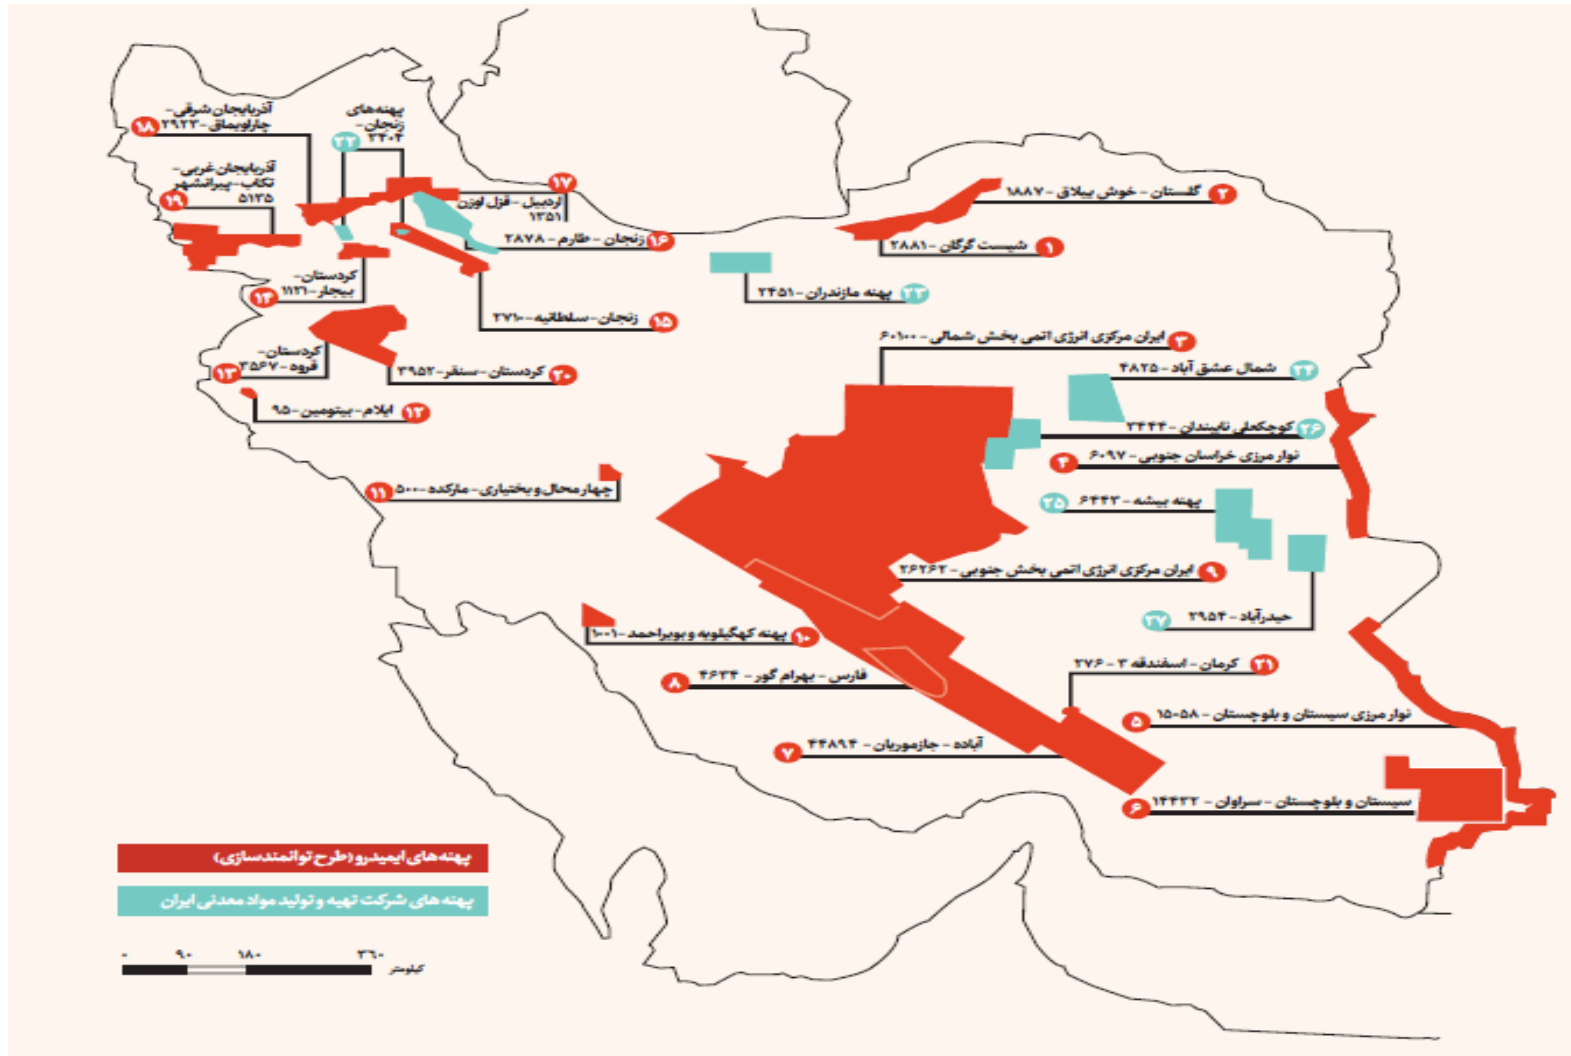 آذربایجان شرقی-
چاراویماق-۲۹۲۳
۱۸
پهنه‌های
زنجان-
۳۴۰۴
۲۲
آذربایجان غربی-
تکاب-پیرانشهر
۵۱۳۵
۱۹
۱۷
اردبیل-قزل اوزن
۱۳۵۱
زنجان-طارم-۲۸۷۸
۱۶
گلستان-خوش ییلاق-۱۸۸۷
۲
شیست گرگان-۲۸۸۱
۱
کردستان-
بیجار-۱۱۲۱
۱۴
پهنه مازندران-۲۴۵۱
۲۳
زنجان-سلطانیه-۲۷۱۰
۱۵
ایران مرکزی انرژی اتمی بخش شمالی-۶۰۱۰۰
۳
کردستان-
قروه-۳۵۶۷
۱۳
کردستان-سنقر-۳۹۵۲
۲۰
شمال عشق آباد-۴۸۲۵
۲۴
ایلام-بیتومین-۹۵
۱۲
کوچکعلی نایبندان-۳۴۴۴
۲۶
نوار مرزی خراسان جنوبی-۶۰۹۷
۴
چهارمحال و بختیاری-مارکده-۵۰۰
۱۱
پهنه بیشه-۶۴۴۳
۲۵
ایران مرکزی انرژی اتمی بخش جنوبی-۲۶۲۶۲
۹
حیدرآباد-۲۹۵۴
۲۷
پهنه کهگیلویه و بویراحمد-۱۰۰۱
۱۰
کرمان-اسفندقه ۳-۲۷۶
۲۱
فارس-بهرام گور-۴۶۳۴
۸
نوار مرزی سیستان و بلوچستان-۱۵۰۵۸
۵
آباده-جازموریان-۴۴۸۹۴
۷
سیستان و بلوچستان-سراوان-۱۴۴۳۲
۶
پهنه‌های ایمیدرو (طرح توانمندسازی)
پهنه‌های شرکت تهیه و تولید مواد معدنی ایران
۰ ۹۰ ۱۸۰ ۳۶۰
کیلومتر